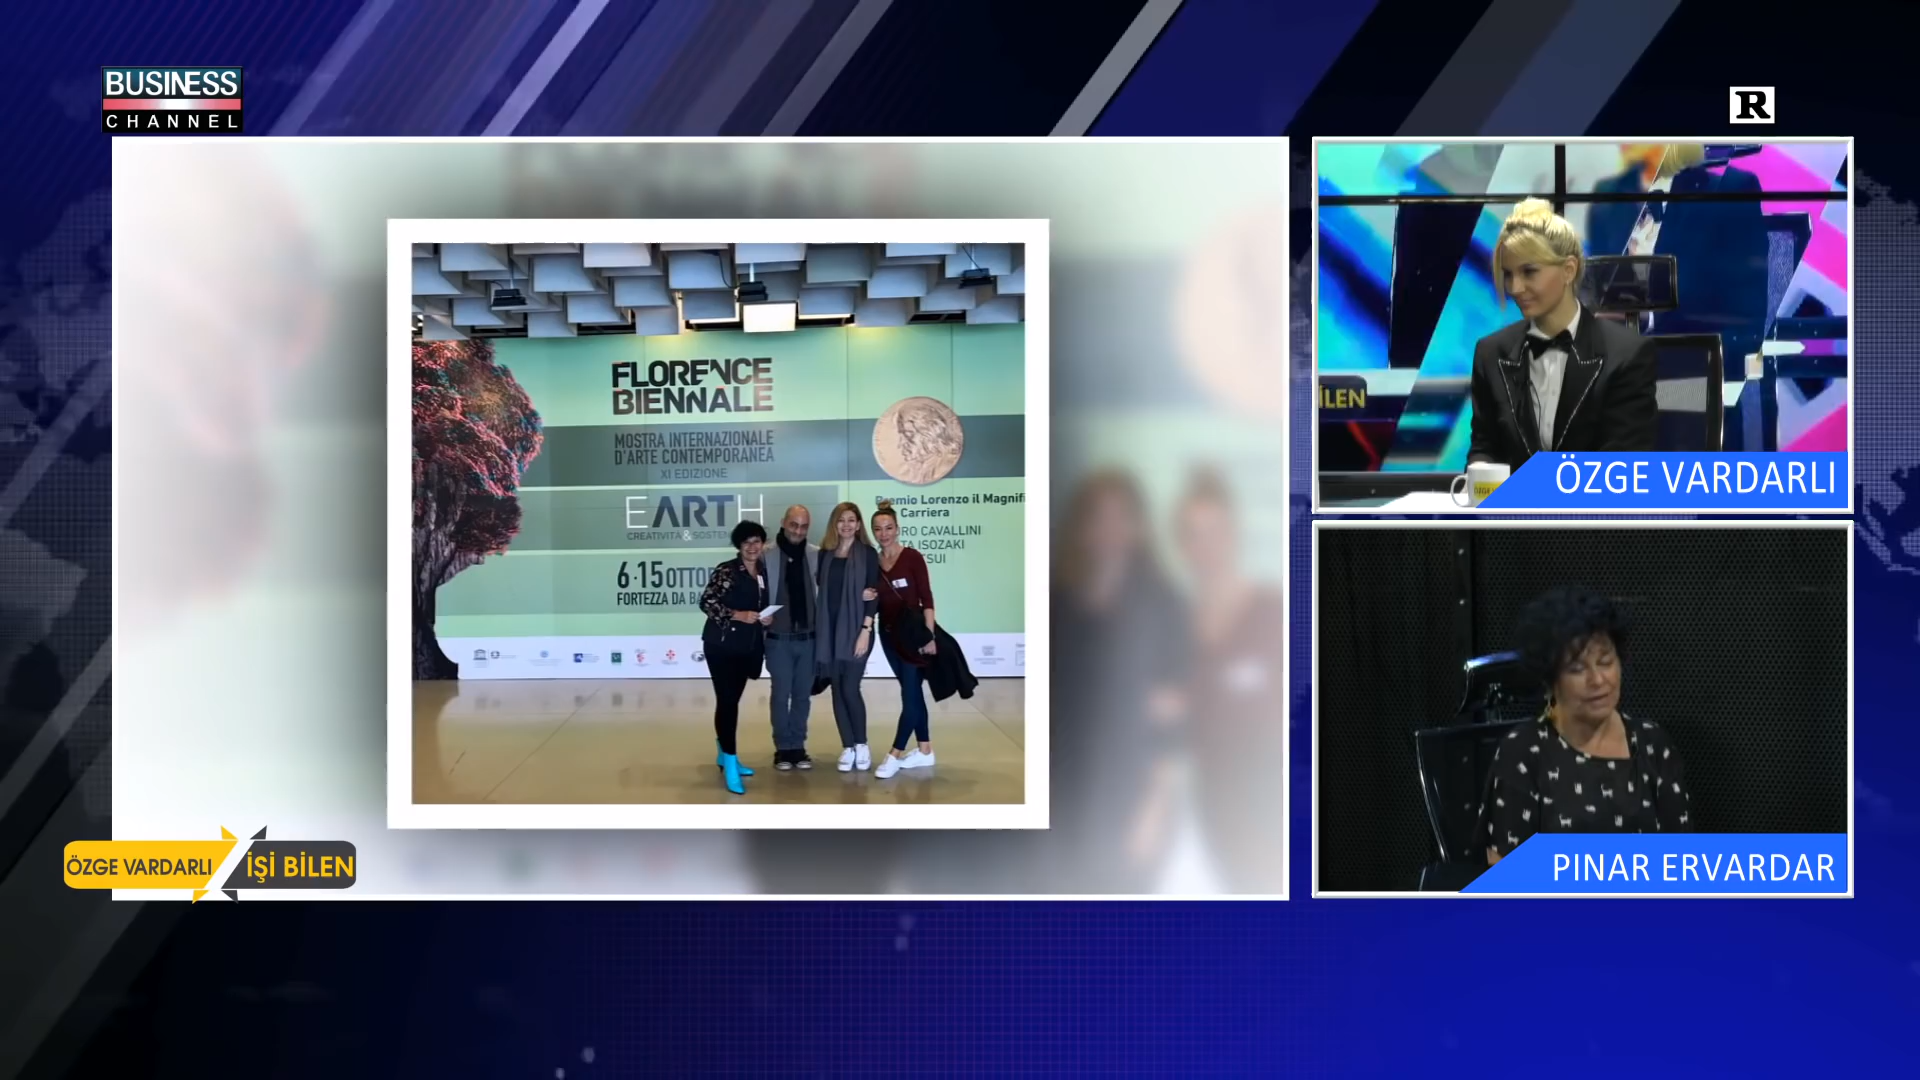 BUSINESS
CHANNEL
R
FLORENCE
BIENNALE
MOSTRA INTERNAZIONALE
D'ARTE CONTEMPORANEA
XI EDIZIONE
EARTH
CREATIVITÀ &
6·15
FORTEZZA DA
Premio Lorenzo il
Carriera
CAVALLINI
ISOZAKI
İLEN
ÖZGE VARDARLI
PINAR ERVARDAR
ÖZGE VARDARLI
İŞİ BİLEN